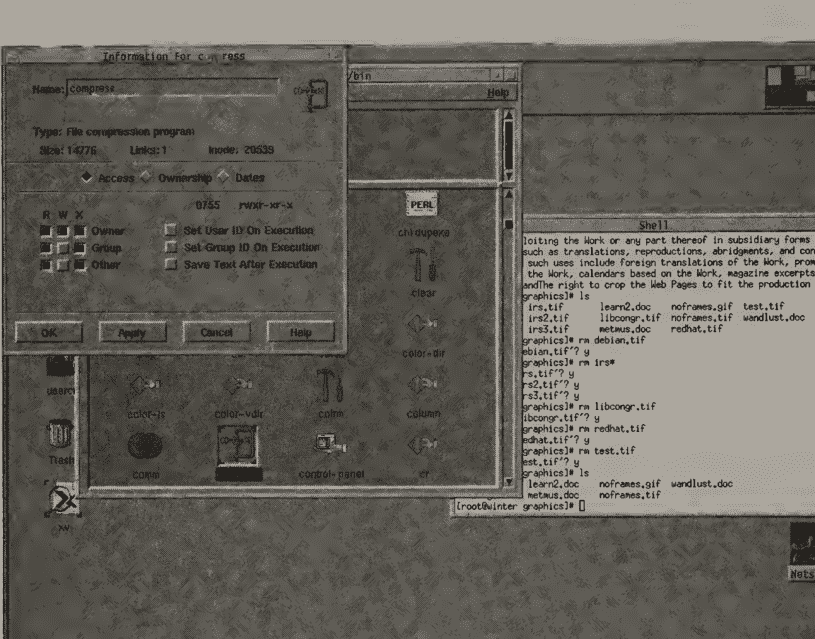 Information for compress
Name: compress
Type: File compression program
Size: 14776 Links: 1 Inode: 20539
Access Ownership Dates
0755 rwxr-xr-x
R W X
Owner Set User ID On Execution
Group Set Group ID On Execution
Other Save Text After Execution
OK Apply Cancel Help
/bin
Help
PERL
chkdupexe
clear
color-dir
color-ls color-vdir colrm column
comm control-panel cr
Trash
xv
Shell
loiting the Work or any part thereof in subsidiary forms
such as translations, reproductions, abridgments, and con
such uses include foreign translations of the Work, prom
the Work, calendars based on the Work, magazine excerpts
andThe right to crop the Web Pages to fit the production
graphics]# ls
irs.tif learn2.doc noframes.gif test.tif
irs2.tif libcongr.tif noframes.tif wandlust.doc
irs3.tif metmus.doc redhat.tif
graphics]# rm debian.tif
ebian.tif'? y
graphics]# rm irs*
rs.tif'? y
rs2.tif'? y
rs3.tif'? y
graphics]# rm libcongr.tif
ibcongr.tif'? y
graphics]# rm redhat.tif
edhat.tif'? y
graphics]# rm test.tif
est.tif'? y
graphics]# ls
learn2.doc noframes.gif wandlust.doc
metmus.doc noframes.tif
[root@winter graphics]#
Nets